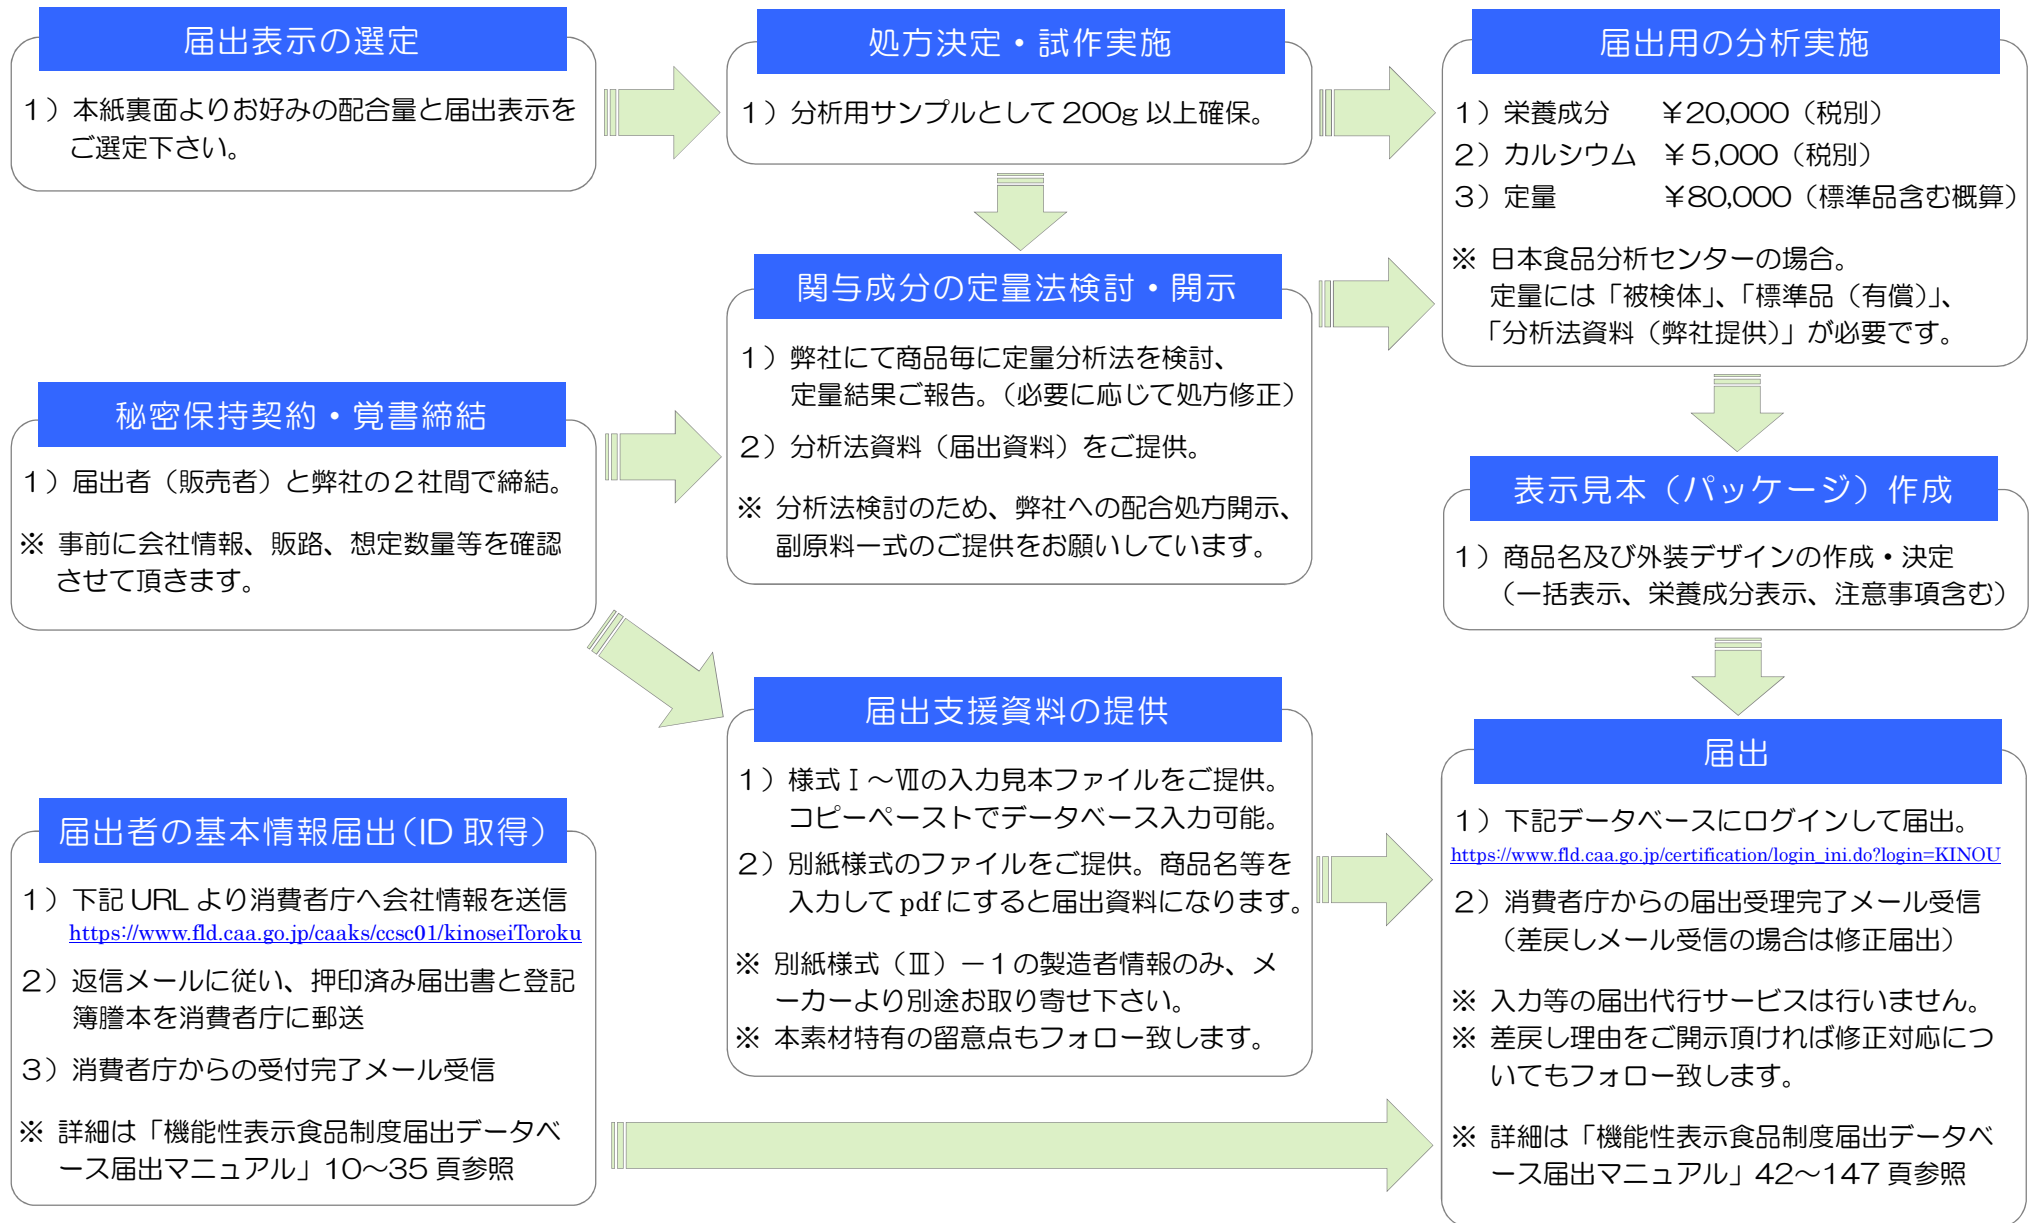 届出表示の選定
1）本紙裏面よりお好みの配合量と届出表示を
ご選定下さい。
処方決定・試作実施
1）分析用サンプルとして 200g 以上確保。
届出用の分析実施
1）栄養成分　￥20,000（税別）
2）カルシウム　￥5,000（税別）
3）定量　￥80,000（標準品含む概算）
※ 日本食品分析センターの場合。
定量には「被検体」、「標準品（有償）」、
「分析法資料（弊社提供）」が必要です。
関与成分の定量法検討・開示
1）弊社にて商品毎に定量分析法を検討、
定量結果ご報告。（必要に応じて処方修正）
2）分析法資料（届出資料）をご提供。
※ 分析法検討のため、弊社への配合処方開示、
副原料一式のご提供をお願いしています。
秘密保持契約・覚書締結
1）届出者（販売者）と弊社の2社間で締結。
※ 事前に会社情報、販路、想定数量等を確認
させて頂きます。
表示見本（パッケージ）作成
1）商品名及び外装デザインの作成・決定
（一括表示、栄養成分表示、注意事項含む）
届出支援資料の提供
1）様式Ⅰ～Ⅶの入力見本ファイルをご提供。
コピーペーストでデータベース入力可能。
2）別紙様式のファイルをご提供。商品名等を
入力して pdf にすると届出資料になります。
※ 別紙様式（Ⅲ）－1の製造者情報のみ、メ
ーカーより別途お取り寄せ下さい。
※ 本素材特有の留意点もフォロー致します。
届出者の基本情報届出（ID 取得）
1）下記 URL より消費者庁へ会社情報を送信
https://www.fld.caa.go.jp/caaks/ccsc01/kinoseiToroku
2）返信メールに従い、押印済み届出書と登記
簿謄本を消費者庁に郵送
3）消費者庁からの受付完了メール受信
※ 詳細は「機能性表示食品制度届出データベ
ース届出マニュアル」10～35 頁参照
届出
1）下記データベースにログインして届出。
https://www.fld.caa.go.jp/certification/login_ini.do?login=KINOU
2）消費者庁からの届出受理完了メール受信
（差戻しメール受信の場合は修正届出）
※ 入力等の届出代行サービスは行いません。
※ 差戻し理由をご開示頂ければ修正対応につ
いてもフォロー致します。
※ 詳細は「機能性表示食品制度届出データベ
ース届出マニュアル」42～147 頁参照